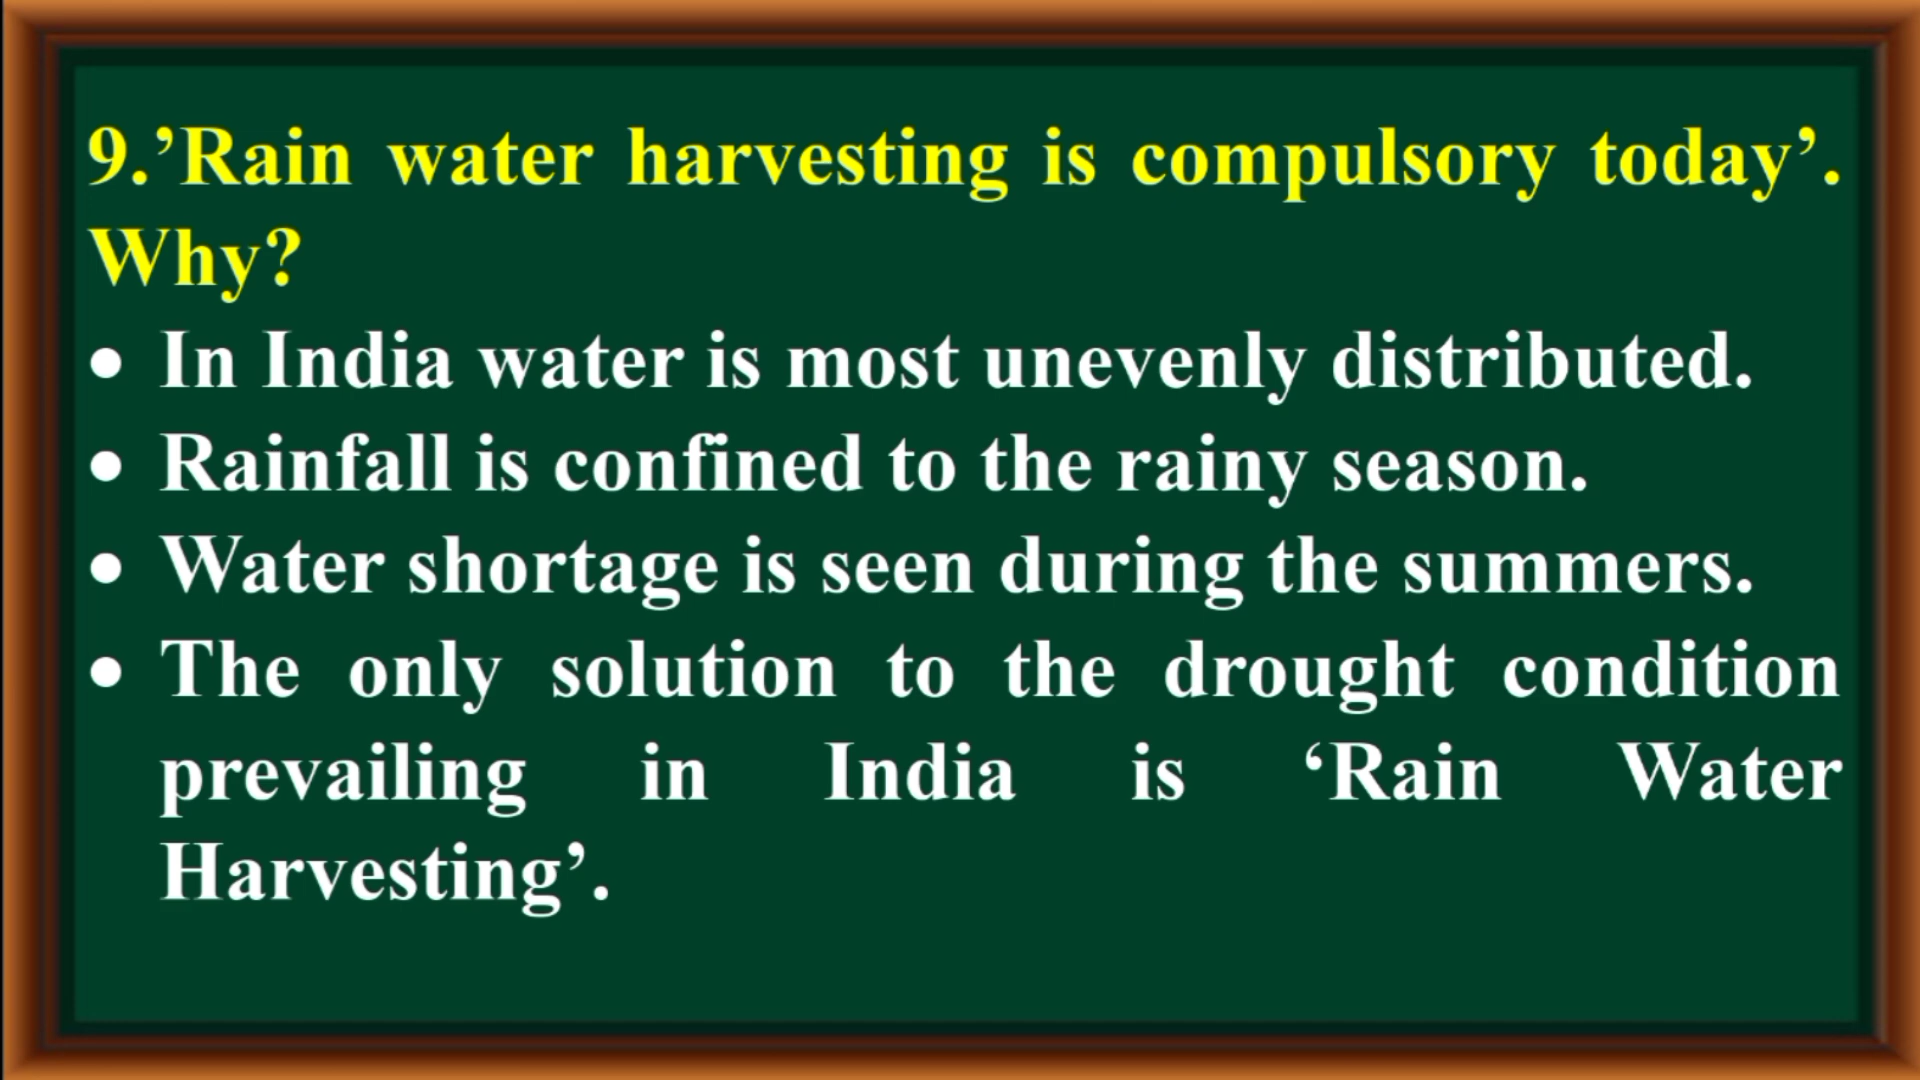 9.’Rain water harvesting is compulsory today’.
Why?
• In India water is most unevenly distributed.
• Rainfall is confined to the rainy season.
• Water shortage is seen during the summers.
• The only solution to the drought condition
prevailing in India is ‘Rain Water
Harvesting’.